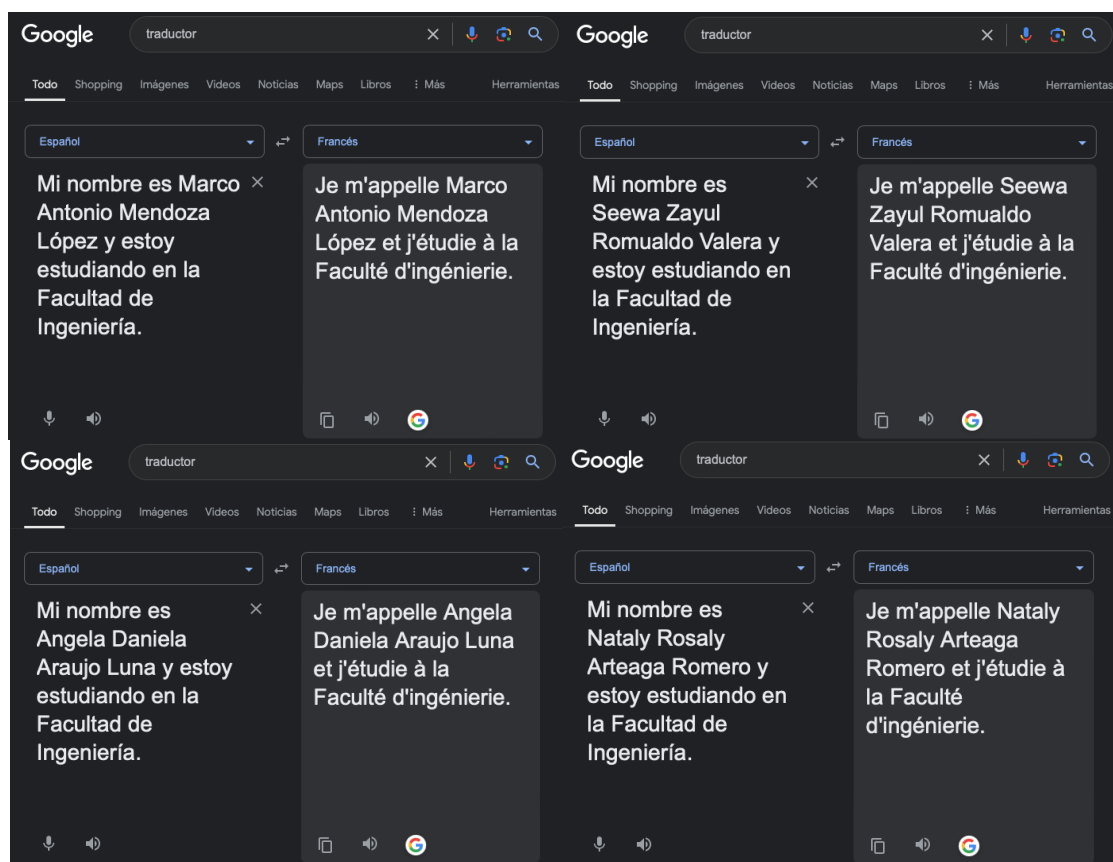 Google
traductor
Todo Shopping Imágenes Videos Noticias Maps Libros Más Herramientas
Español
Francés
Mi nombre es Marco
Antonio Mendoza
López y estoy
estudiando en la
Facultad de
Ingeniería.
Je m'appelle Marco
Antonio Mendoza
López et j'étudie à la
Faculté d'ingénierie.
Google
traductor
Todo Shopping Imágenes Videos Noticias Maps Libros Más Herramientas
Español
Francés
Mi nombre es
Seewa Zayul
Romualdo Valera y
estoy estudiando en
la Facultad de
Ingeniería.
Je m'appelle Seewa
Zayul Romualdo
Valera et j'étudie à la
Faculté d'ingénierie.
Google
traductor
Todo Shopping Imágenes Videos Noticias Maps Libros Más Herramientas
Español
Francés
Mi nombre es
Angela Daniela
Araujo Luna y estoy
estudiando en la
Facultad de
Ingeniería.
Je m'appelle Angela
Daniela Araujo Luna
et j'étudie à la
Faculté d'ingénierie.
Google
traductor
Todo Shopping Imágenes Videos Noticias Maps Libros Más Herramientas
Español
Francés
Mi nombre es
Nataly Rosaly
Arteaga Romero y
estoy estudiando en
la Facultad de
Ingeniería.
Je m'appelle Nataly
Rosaly Arteaga
Romero et j'étudie à
la Faculté
d'ingénierie.